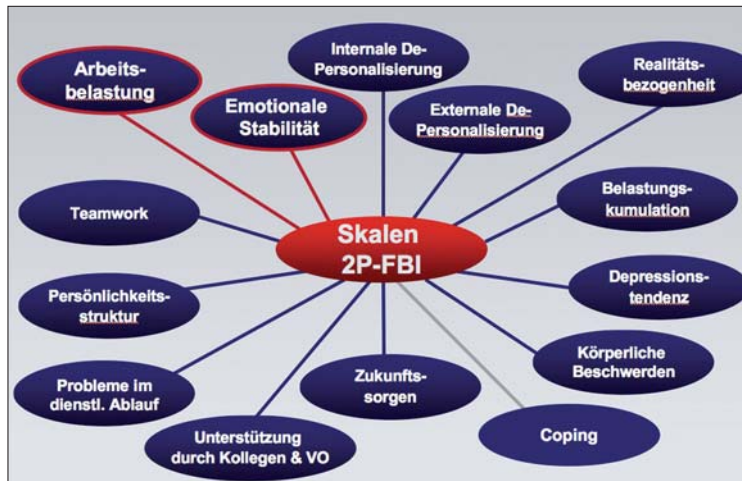 Internale De-
Personalisierung
Arbeits-
belastung
Realitäts-
bezogenheit
Emotionale
Stabilität
Externale De-
Personalisierung
Teamwork
Belastungs-
kumulation
Skalen
2P-FBI
Persönlichkeits-
struktur
Depressions-
tendenz
Probleme im
dienstl. Ablauf
Zukunfts-
sorgen
Körperliche
Beschwerden
Unterstützung
durch Kollegen & VO
Coping